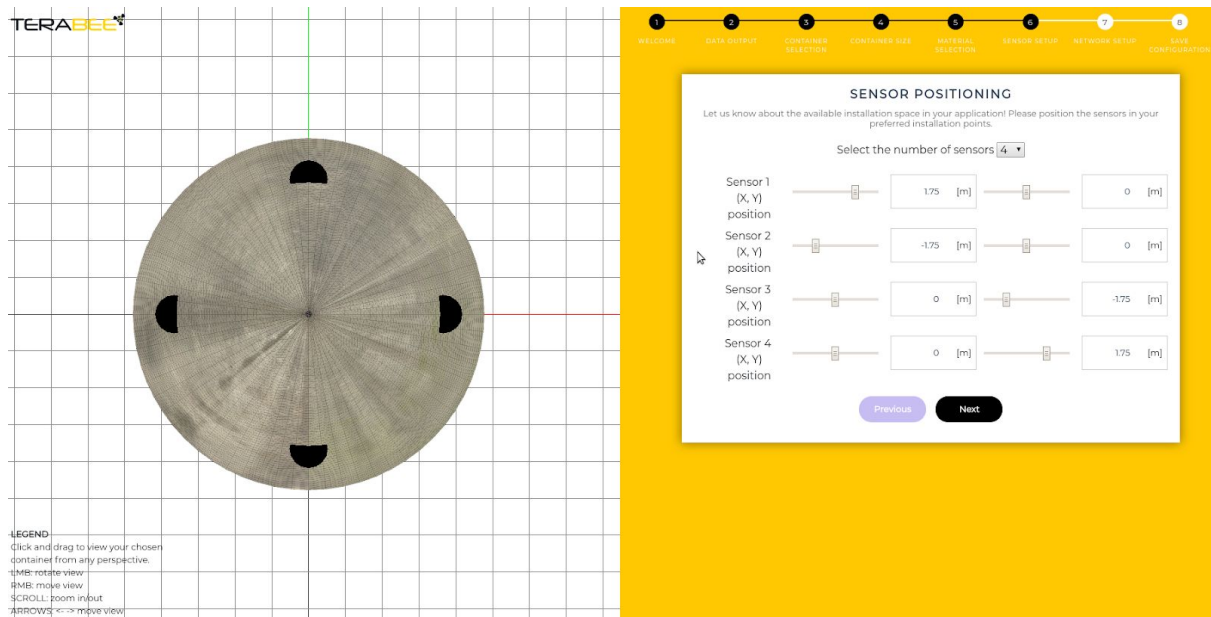 TERABEE
LEGEND
Click and drag to view your chosen
container from any perspective.
LMB: rotate view
RMB: move view
SCROLL: zoom in/out
ARROWS: <- -> move view
1 2 3 4 5 6 7 8
WELCOME DATA OUTPUT CONTAINER SELECTION CONTAINER SIZE MATERIAL SELECTION SENSOR SETUP NETWORK SETUP SAVE CONFIGURATION
SENSOR POSITIONING
Let us know about the available installation space in your application! Please position the sensors in your
preferred installation points.
Select the number of sensors 4
Sensor 1
(X, Y)
position
1.75 [m] 0 [m]
Sensor 2
(X, Y)
position
-1.75 [m] 0 [m]
Sensor 3
(X, Y)
position
0 [m] -1.75 [m]
Sensor 4
(X, Y)
position
0 [m] 1.75 [m]
Previous Next